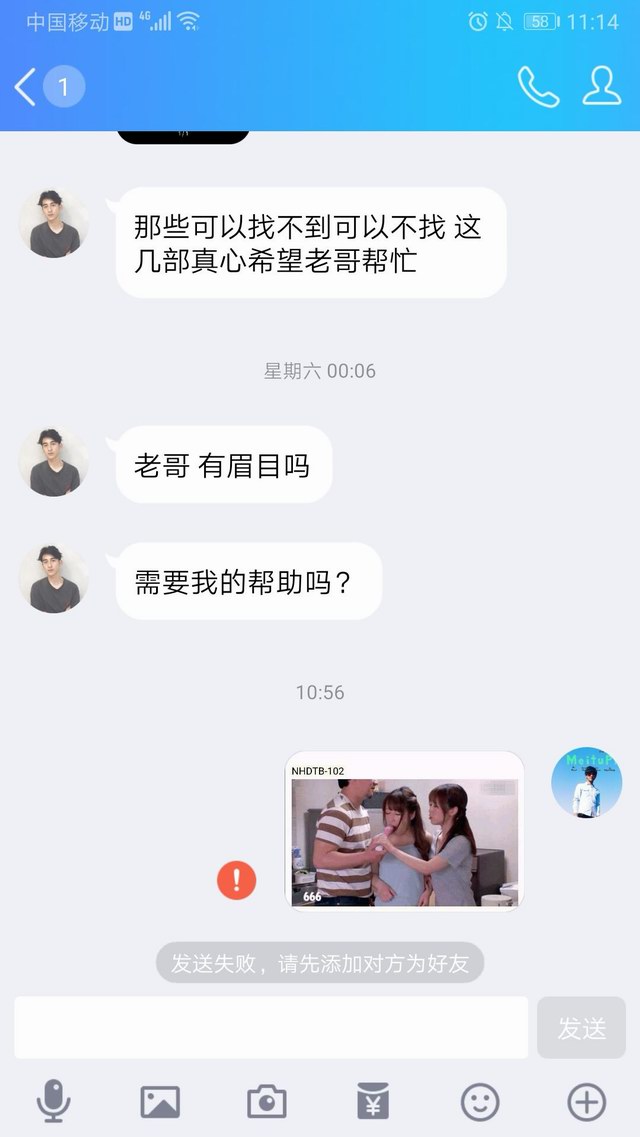 中国移动 HD 4G 58 11:14
1
那些可以找不到可以不找 这
几部真心希望老哥帮忙
星期六 00:06
老哥 有眉目吗
需要我的帮助吗？
10:56
MeituPi
NHDTB-102
666
!
发送失败，请先添加对方为好友
发送
¥